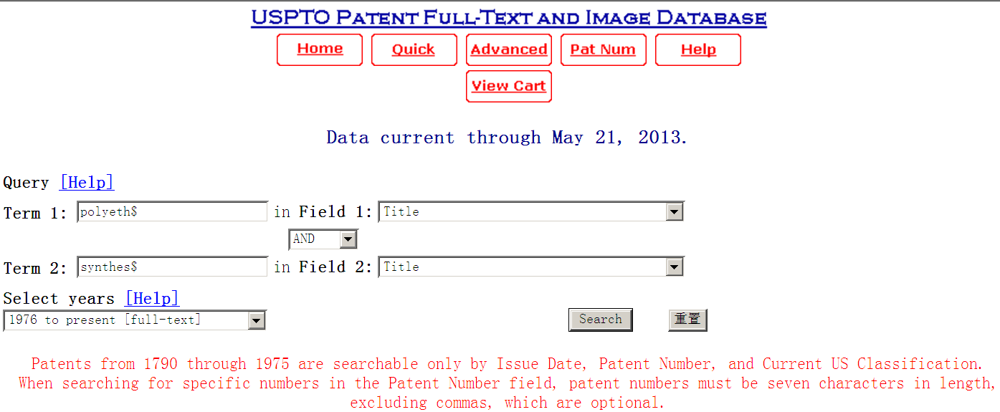 USPTO PATENT FULL-TEXT AND IMAGE DATABASE
Home Quick Advanced Pat Num Help
View Cart
Data current through May 21, 2013.
Query [Help]
Term 1: polyeth$ in Field 1: Title
AND
Term 2: synthes$ in Field 2: Title
Select years [Help]
1976 to present [full-text] Search 重置
Patents from 1790 through 1975 are searchable only by Issue Date, Patent Number, and Current US Classification.
When searching for specific numbers in the Patent Number field, patent numbers must be seven characters in length,
excluding commas, which are optional.